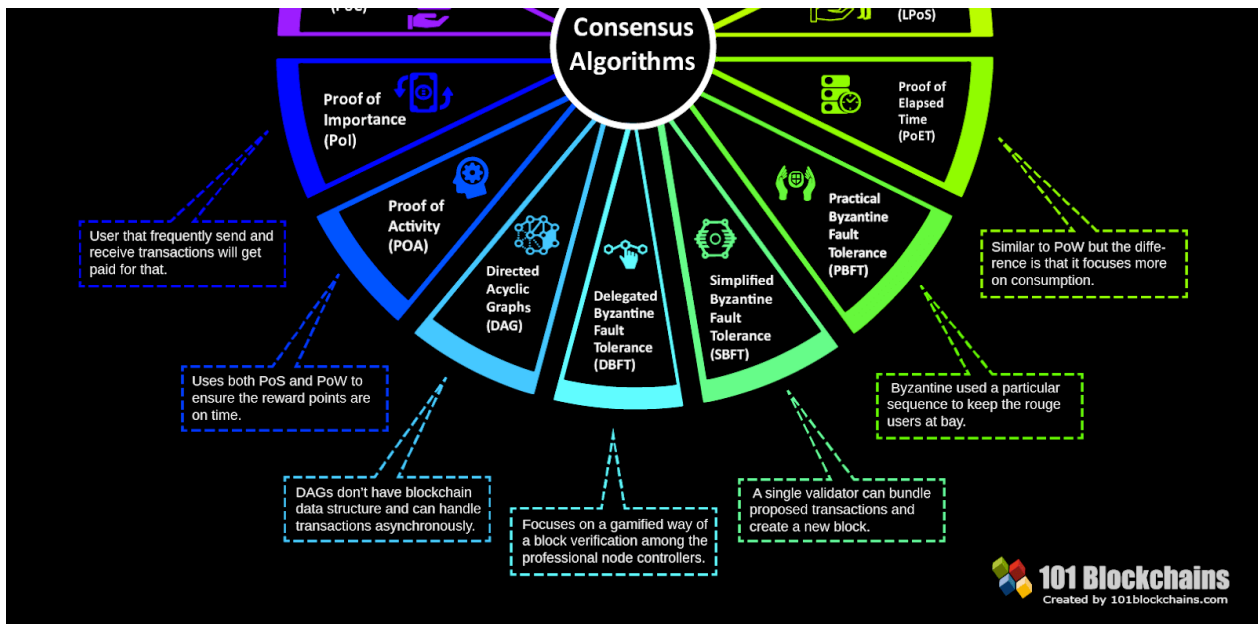 (LPoS)
Consensus
Algorithms
Proof of
Importance
(PoI)
Proof of
Activity
(POA)
Directed
Acyclic
Graphs
(DAG)
Delegated
Byzantine
Fault
Tolerance
(DBFT)
Simplified
Byzantine
Fault
Tolerance
(SBFT)
Practical
Byzantine
Fault
Tolerance
(PBFT)
Proof of
Elapsed
Time
(PoET)
User that frequently send and
receive transactions will get
paid for that.
Uses both PoS and PoW to
ensure the reward points are
on time.
DAGs don't have blockchain
data structure and can handle
transactions asynchronously.
Focuses on a gamified way of
a block verification among the
professional node controllers.
A single validator can bundle
proposed transactions and
create a new block.
Byzantine used a particular
sequence to keep the rouge
users at bay.
Similar to PoW but the diffe-
rence is that it focuses more
on consumption.
101 Blockchains
Created by 101blockchains.com